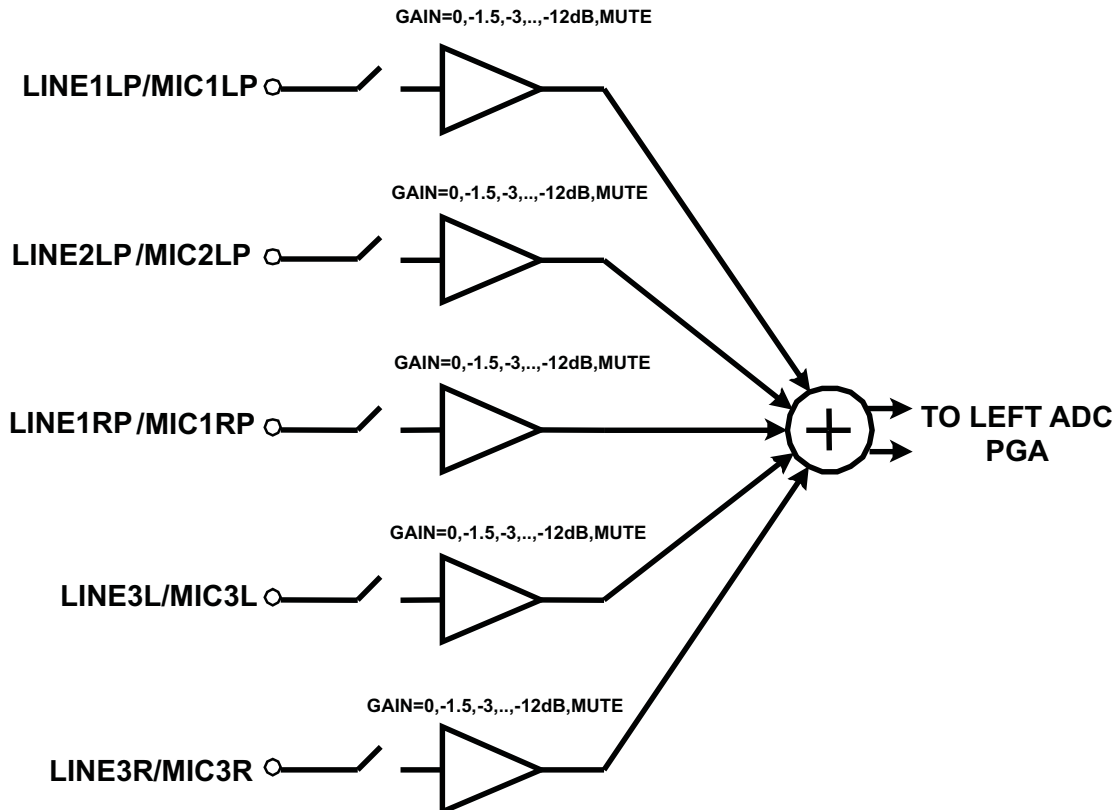 GAIN=0,-1.5,-3,..,-12dB,MUTE
LINE1LP/MIC1LP
GAIN=0,-1.5,-3,..,-12dB,MUTE
LINE2LP/MIC2LP
GAIN=0,-1.5,-3,..,-12dB,MUTE
LINE1RP/MIC1RP
TO LEFT ADC
PGA
GAIN=0,-1.5,-3,..,-12dB,MUTE
LINE3L/MIC3L
GAIN=0,-1.5,-3,..,-12dB,MUTE
LINE3R/MIC3R